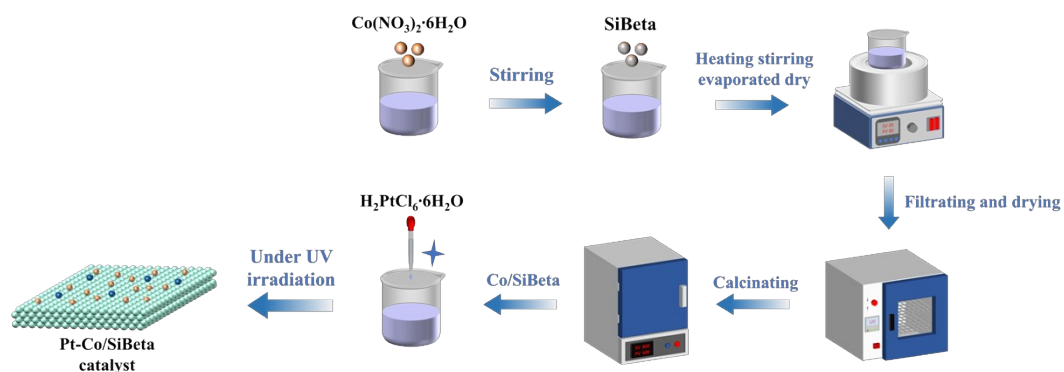 Co(NO₃)₂·6H₂O
SiBeta
Stirring
Heating stirring
evaporated dry
Filtrating and drying
Calcinating
Co/SiBeta
H₂PtCl₆·6H₂O
Under UV
irradiation
Pt-Co/SiBeta
catalyst